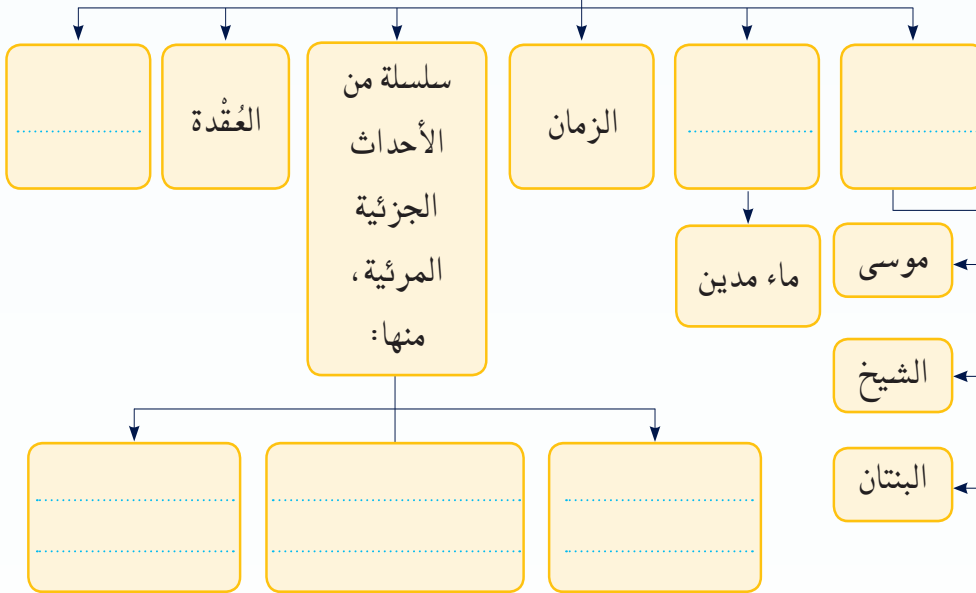 الزمان
سلسلة من
الأحداث
الجزئية
المرئية،
منها:
العُقْدة
ماء مدين
موسى
الشيخ
البنتان